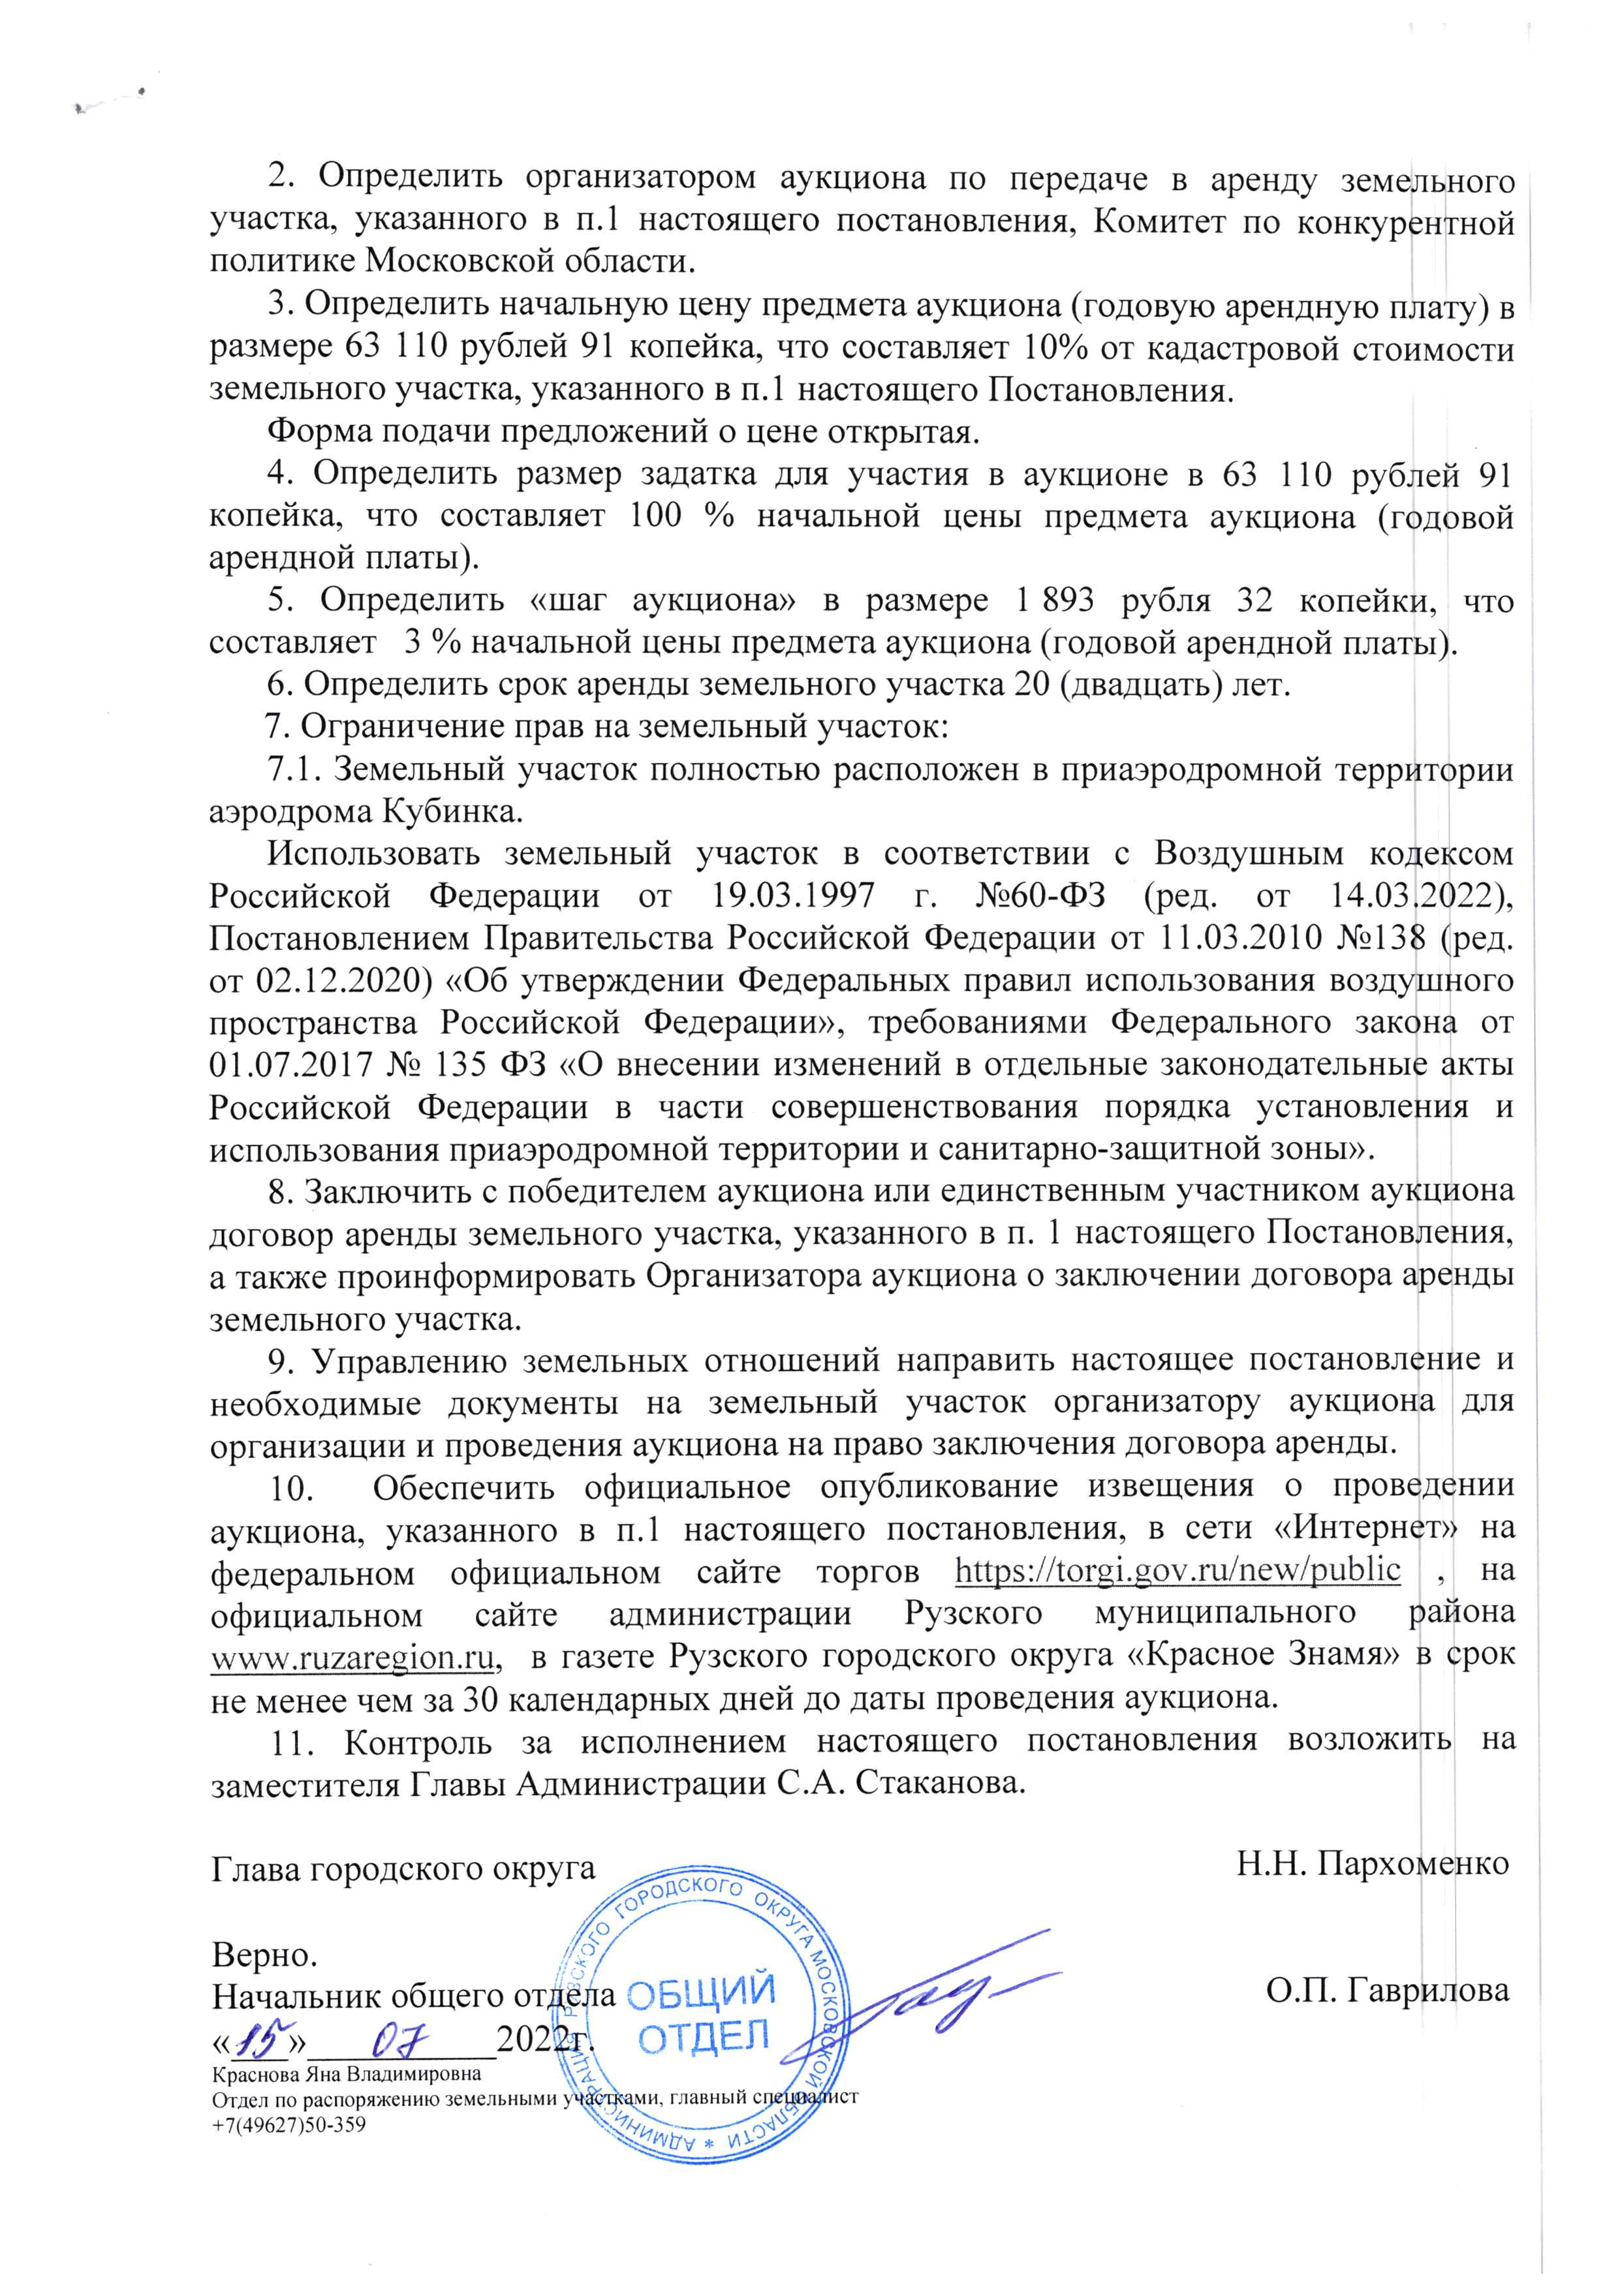 2. Определить организатором аукциона по передаче в аренду земельного
участка, указанного в п.1 настоящего постановления, Комитет по конкурентной
политике Московской области.
3. Определить начальную цену предмета аукциона (годовую арендную плату) в
размере 63 110 рублей 91 копейка, что составляет 10% от кадастровой стоимости
земельного участка, указанного в п.1 настоящего Постановления.
Форма подачи предложений о цене открытая.
4. Определить размер задатка для участия в аукционе в 63 110 рублей 91
копейка, что составляет 100 % начальной цены предмета аукциона (годовой
арендной платы).
5. Определить «шаг аукциона» в размере 1 893 рубля 32 копейки, что
составляет 3 % начальной цены предмета аукциона (годовой арендной платы).
6. Определить срок аренды земельного участка 20 (двадцать) лет.
7. Ограничение прав на земельный участок:
7.1. Земельный участок полностью расположен в приаэродромной территории
аэродрома Кубинка.
Использовать земельный участок в соответствии с Воздушным кодексом
Российской Федерации от 19.03.1997 г. №60-ФЗ (ред. от 14.03.2022),
Постановлением Правительства Российской Федерации от 11.03.2010 №138 (ред.
от 02.12.2020) «Об утверждении Федеральных правил использования воздушного
пространства Российской Федерации», требованиями Федерального закона от
01.07.2017 № 135 ФЗ «О внесении изменений в отдельные законодательные акты
Российской Федерации в части совершенствования порядка установления и
использования приаэродромной территории и санитарно-защитной зоны».
8. Заключить с победителем аукциона или единственным участником аукциона
договор аренды земельного участка, указанного в п. 1 настоящего Постановления,
а также проинформировать Организатора аукциона о заключении договора аренды
земельного участка.
9. Управлению земельных отношений направить настоящее постановление и
необходимые документы на земельный участок организатору аукциона для
организации и проведения аукциона на право заключения договора аренды.
10. Обеспечить официальное опубликование извещения о проведении
аукциона, указанного в п.1 настоящего постановления, в сети «Интернет» на
федеральном официальном сайте торгов https://torgi.gov.ru/new/public , на
официальном сайте администрации Рузского муниципального района
www.ruzaregion.ru, в газете Рузского городского округа «Красное Знамя» в срок
не менее чем за 30 календарных дней до даты проведения аукциона.
11. Контроль за исполнением настоящего постановления возложить на
заместителя Главы Администрации С.А. Стаканова.
Глава городского округа Н.Н. Пархоменко
Верно.
Начальник общего отдела О.П. Гаврилова
«15» 07 2022г.
Краснова Яна Владимировна
Отдел по распоряжению земельными участками, главный специалист
+7(49627)50-359
АДМИНИСТРАЦИЯ РУЗСКОГО ГОРОДСКОГО ОКРУГА МОСКОВСКОЙ ОБЛАСТИ *
ОБЩИЙ
ОТДЕЛ